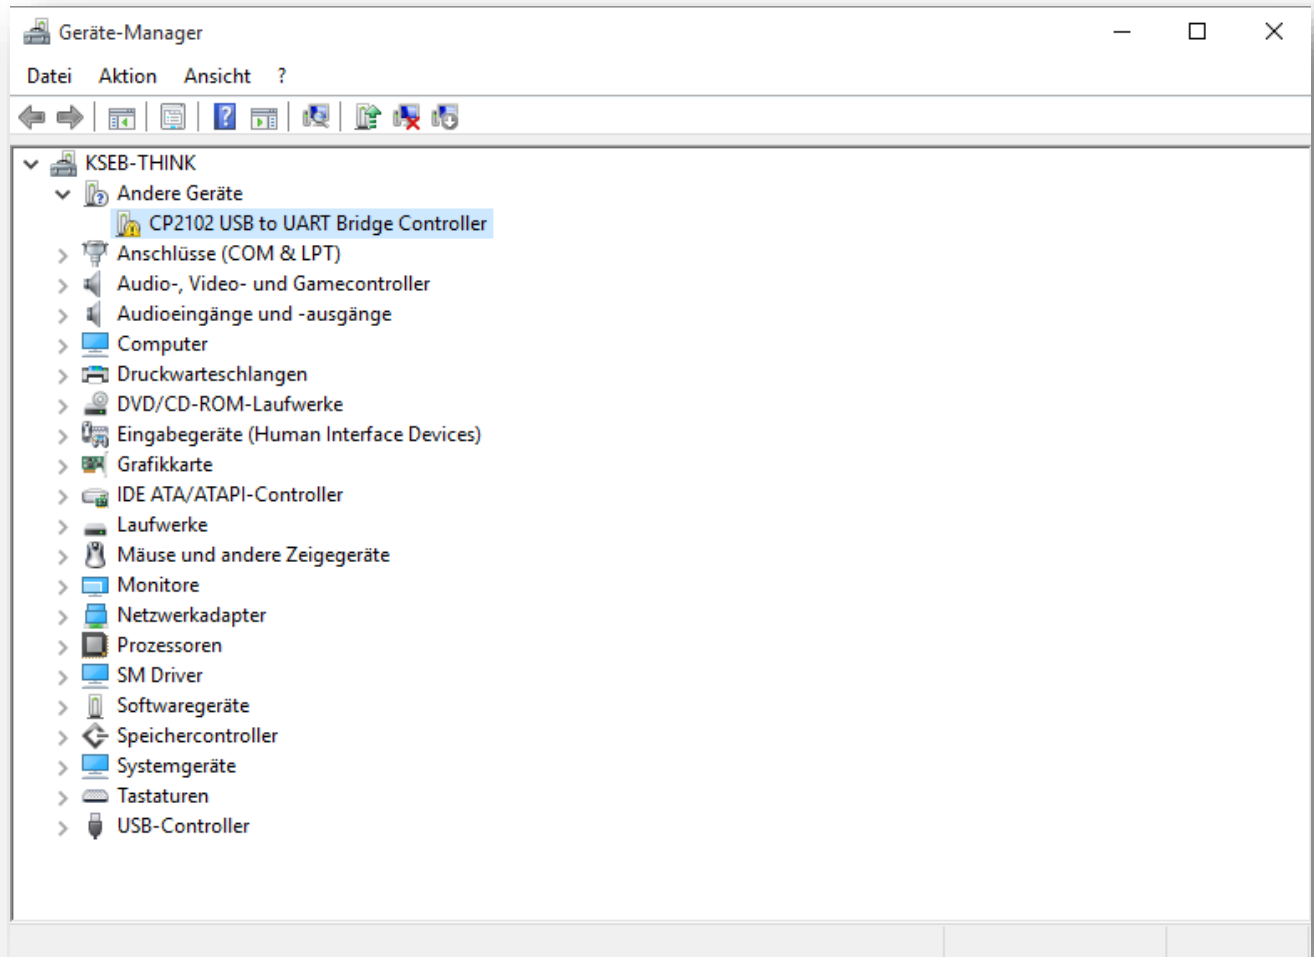 Geräte-Manager
Datei Aktion Ansicht ?
KSEB-THINK
Andere Geräte
CP2102 USB to UART Bridge Controller
Anschlüsse (COM & LPT)
Audio-, Video- und Gamecontroller
Audioeingänge und -ausgänge
Computer
Druckwarteschlangen
DVD/CD-ROM-Laufwerke
Eingabegeräte (Human Interface Devices)
Grafikkarte
IDE ATA/ATAPI-Controller
Laufwerke
Mäuse und andere Zeigegeräte
Monitore
Netzwerkadapter
Prozessoren
SM Driver
Softwaregeräte
Speichercontroller
Systemgeräte
Tastaturen
USB-Controller